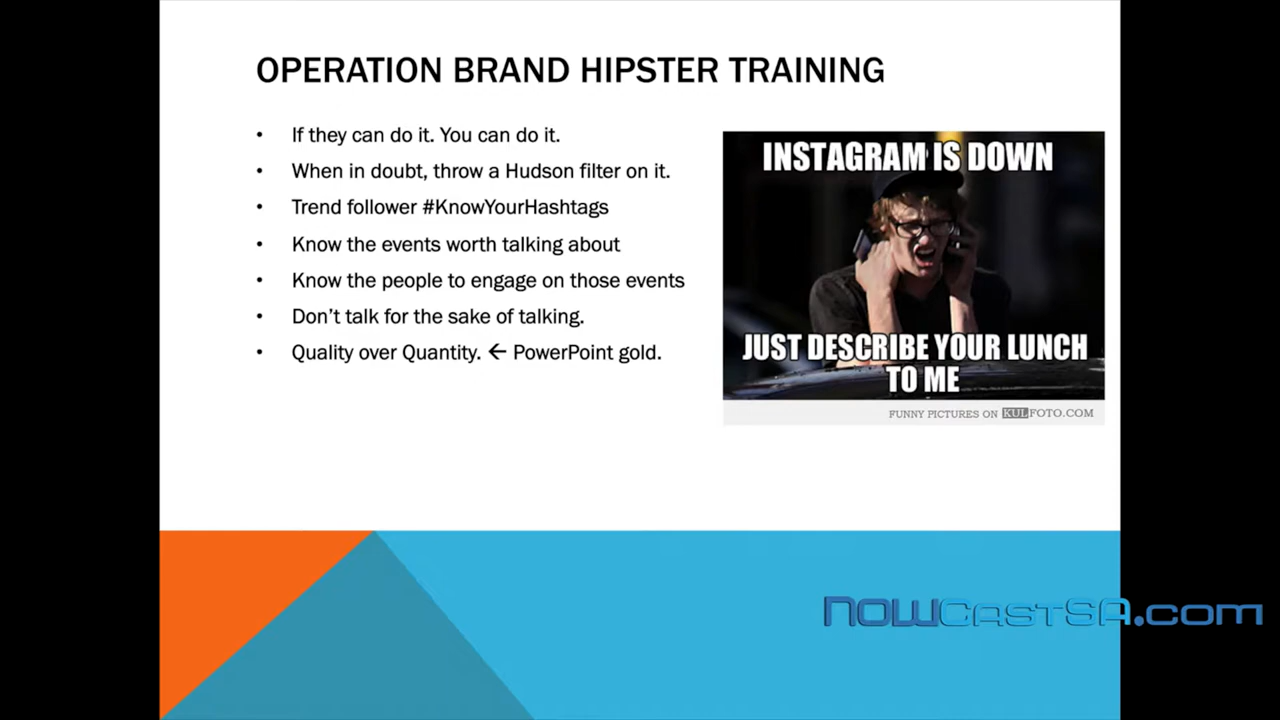 OPERATION BRAND HIPSTER TRAINING
• If they can do it. You can do it.
• When in doubt, throw a Hudson filter on it.
• Trend follower #KnowYourHashtags
• Know the events worth talking about
• Know the people to engage on those events
• Don’t talk for the sake of talking.
• Quality over Quantity. ← PowerPoint gold.
INSTAGRAM IS DOWN
JUST DESCRIBE YOUR LUNCH
TO ME
FUNNY PICTURES ON KULFOTO.COM
NOWCastSA.com